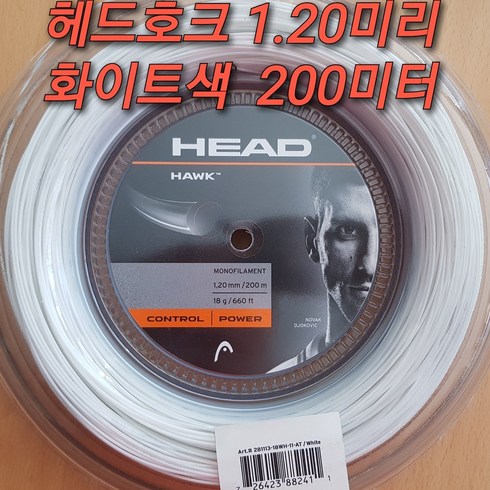 헤드호크 1.20미리
화이트색 200미터
HEAD
HAWK™
MONOFILAMENT
1,20 mm / 200 m
18 g / 660 ft
CONTROL | POWER
NOVAK
DJOKOVIC
Art.# 281113-18WH-11-AT / White
7 26423 88241 1